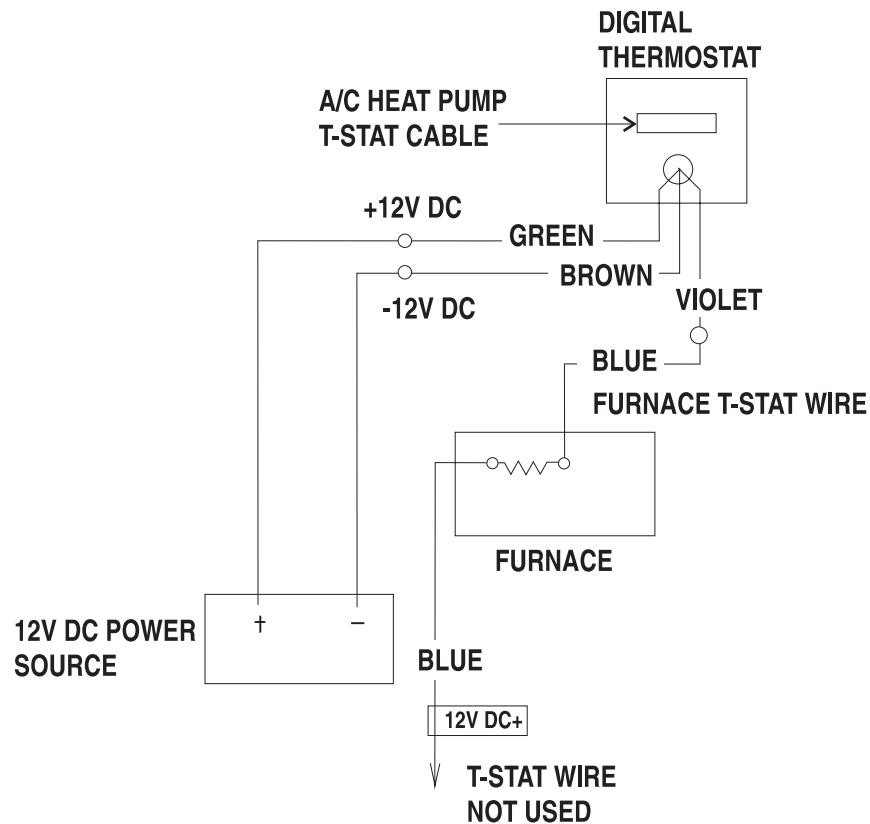 DIGITAL
THERMOSTAT
A/C HEAT PUMP
T-STAT CABLE
+12V DC
GREEN
BROWN
-12V DC
VIOLET
BLUE
FURNACE T-STAT WIRE
FURNACE
+ −
12V DC POWER
SOURCE
BLUE
12V DC+
T-STAT WIRE
NOT USED